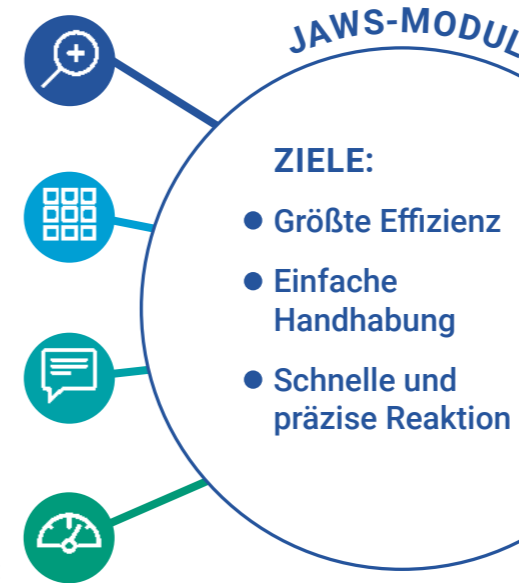 JAWS-MODUL
ZIELE:
● Größte Effizienz
● Einfache
Handhabung
● Schnelle und
präzise Reaktion